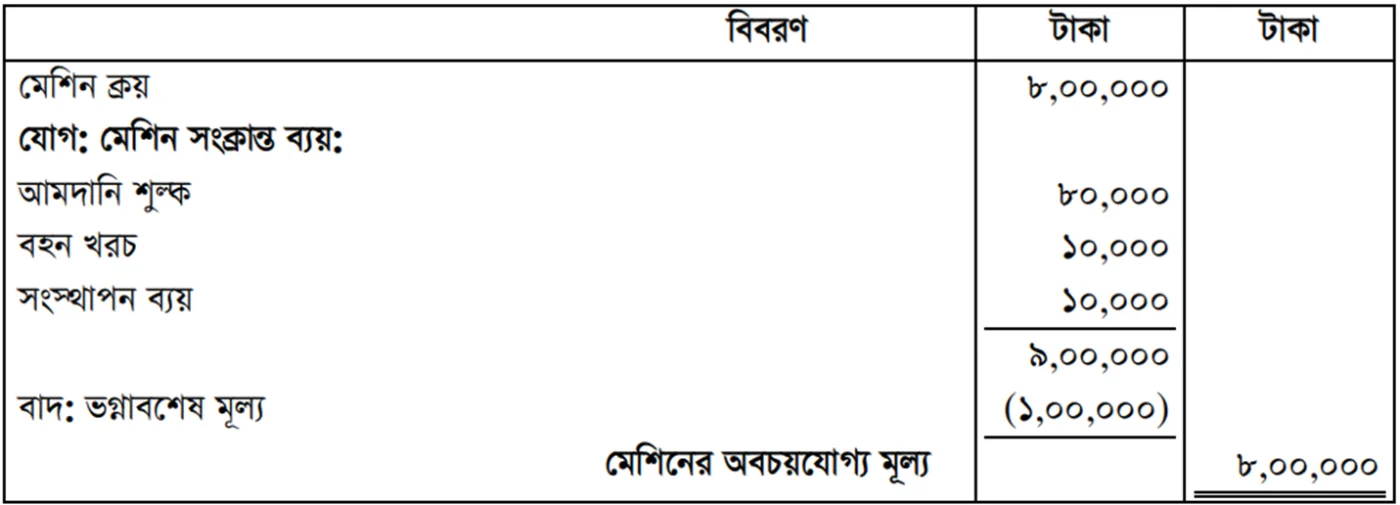 বিবরণ টাকা টাকা
মেশিন ক্রয় ৮,০০,০০০
যোগ: মেশিন সংক্রান্ত ব্যয়:
আমদানি শুল্ক ৮০,০০০
বহন খরচ ১০,০০০
সংস্থাপন ব্যয় ১০,০০০
৯,০০,০০০
বাদ: ভগ্নাবশেষ মূল্য (১,০০,০০০)
মেশিনের অবচয়যোগ্য মূল্য ৮,০০,০০০